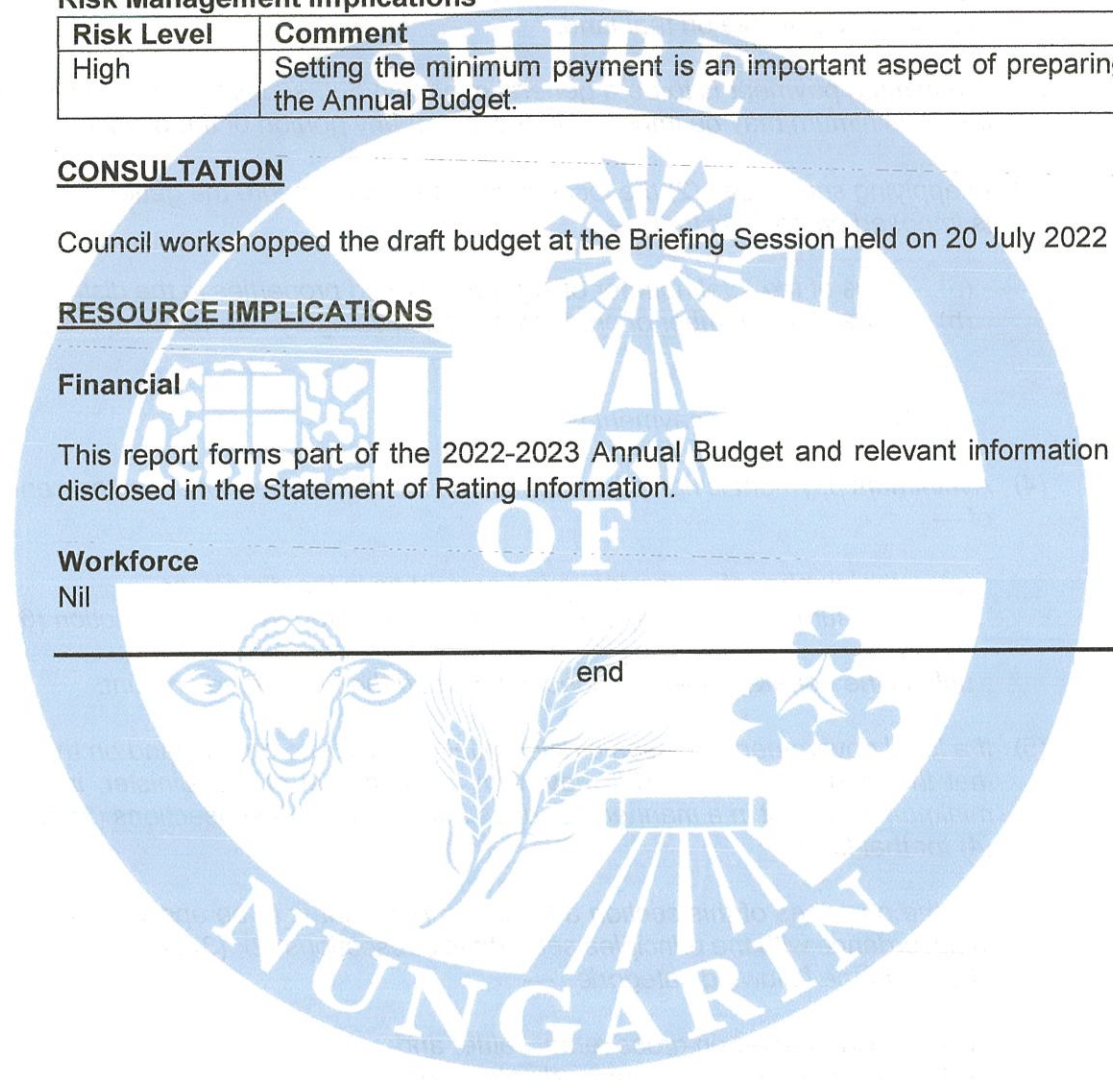 Risk Management Implications
Risk Level Comment
High Setting the minimum payment is an important aspect of preparing
the Annual Budget.
CONSULTATION
Council workshopped the draft budget at the Briefing Session held on 20 July 2022
RESOURCE IMPLICATIONS
Financial
This report forms part of the 2022-2023 Annual Budget and relevant information
disclosed in the Statement of Rating Information.
Workforce
Nil
end
SHIRE
OF
NUNGARIN